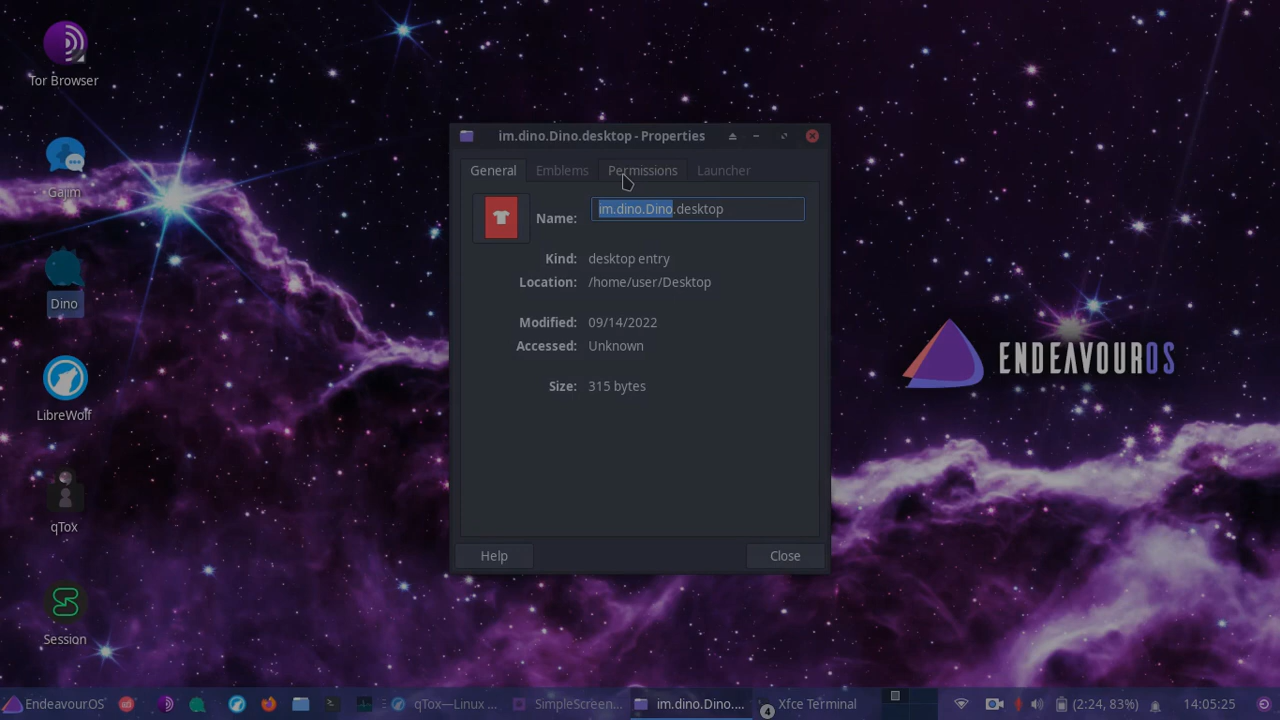 Tor Browser
Gajim
Dino
LibreWolf
qTox
Session
im.dino.Dino.desktop - Properties
General Emblems Permissions Launcher
Name: im.dino.Dino.desktop
Kind: desktop entry
Location: /home/user/Desktop
Modified: 09/14/2022
Accessed: Unknown
Size: 315 bytes
Help Close
ENDEAVOUROS
EndeavourOS qTox—Linux ... SimpleScreen... im.dino.Dino.... 4 Xfce Terminal (2:24, 83%) 14:05:25